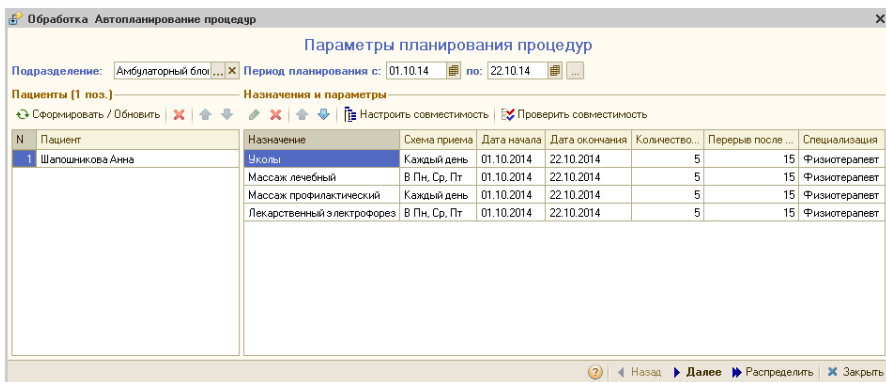 Обработка Автопланирование процедур
Параметры планирования процедур
Подразделение: Амбулаторный блог ... Период планирования с: 01.10.14 по: 22.10.14 ...
Пациенты (1 поз.) Назначения и параметры
Сформировать / Обновить Настроить совместимость Проверить совместимость
N Пациент Назначение Схема приема Дата начала Дата окончания Количество... Перерыв после ... Специализация
1 Шапошникова Анна Уколы Каждый день 01.10.2014 22.10.2014 5 15 Физиотерапевт
Массаж лечебный В Пн, Ср, Пт 01.10.2014 22.10.2014 5 15 Физиотерапевт
Массаж профилактический Каждый день 01.10.2014 22.10.2014 5 15 Физиотерапевт
Лекарственный электрофорез В Пн, Ср, Пт 01.10.2014 22.10.2014 5 15 Физиотерапевт
? Назад Далее Распределить Закрыть